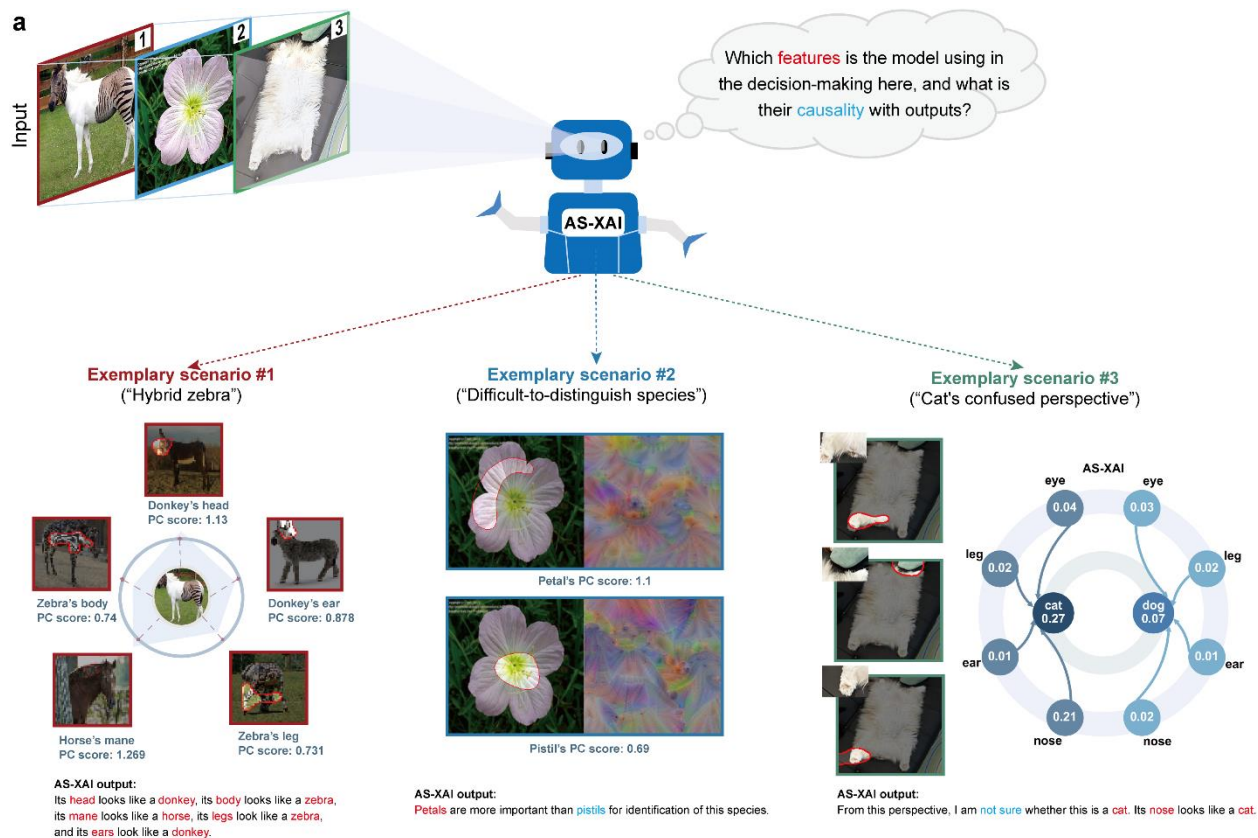 a
1
2
3
Input
Which features is the model using
in the decision-making here, and what is
their causality with outputs?
AS-XAI
Exemplary scenario #1
("Hybrid zebra")
Donkey's head
PC score: 1.13
Zebra's body
PC score: 0.74
Donkey's ear
PC score: 0.878
Horse's mane
PC score: 1.269
Zebra's leg
PC score: 0.731
AS-XAI output:
Its head looks like a donkey, its body looks like a zebra,
its mane looks like a horse, its legs look like a zebra,
and its ears look like a donkey.
Exemplary scenario #2
("Difficult-to-distinguish species")
Petal's PC score: 1.1
Pistil's PC score: 0.69
AS-XAI output:
Petals are more important than pistils for identification of this species.
Exemplary scenario #3
("Cat's confused perspective")
AS-XAI
eye
eye
0.04
0.03
leg
0.02
0.02
leg
cat
0.27
dog
0.07
ear
0.01
0.01
ear
0.21
0.02
nose
nose
AS-XAI output:
From this perspective, I am not sure whether this is a cat. Its nose looks like a cat.